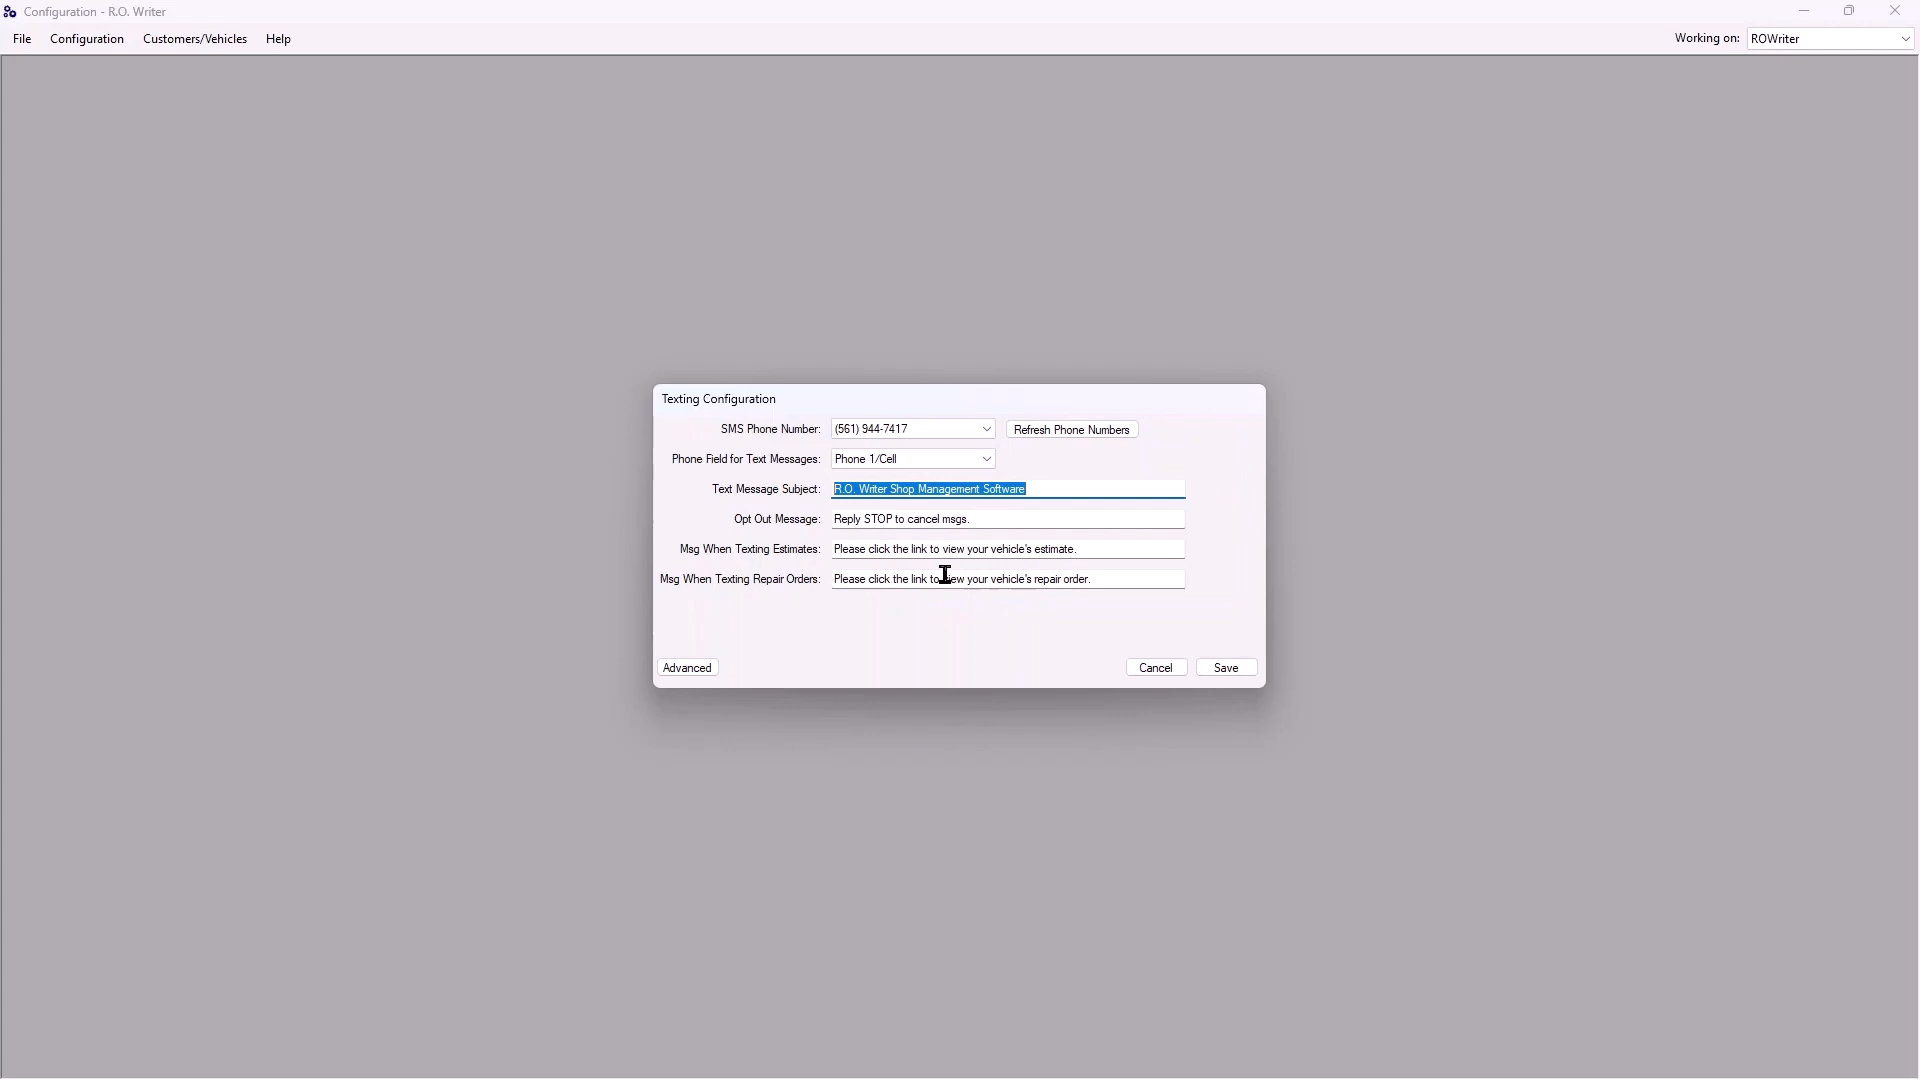 Configuration - R.O. Writer
File Configuration Customers/Vehicles Help Working on: ROWriter
Texting Configuration
SMS Phone Number: (561) 944-7417 Refresh Phone Numbers
Phone Field for Text Messages: Phone 1/Cell
Text Message Subject: R.O. Writer Shop Management Software
Opt Out Message: Reply STOP to cancel msgs.
Msg When Texting Estimates: Please click the link to view your vehicle's estimate.
Msg When Texting Repair Orders: Please click the link to view your vehicle's repair order.
Advanced Cancel Save